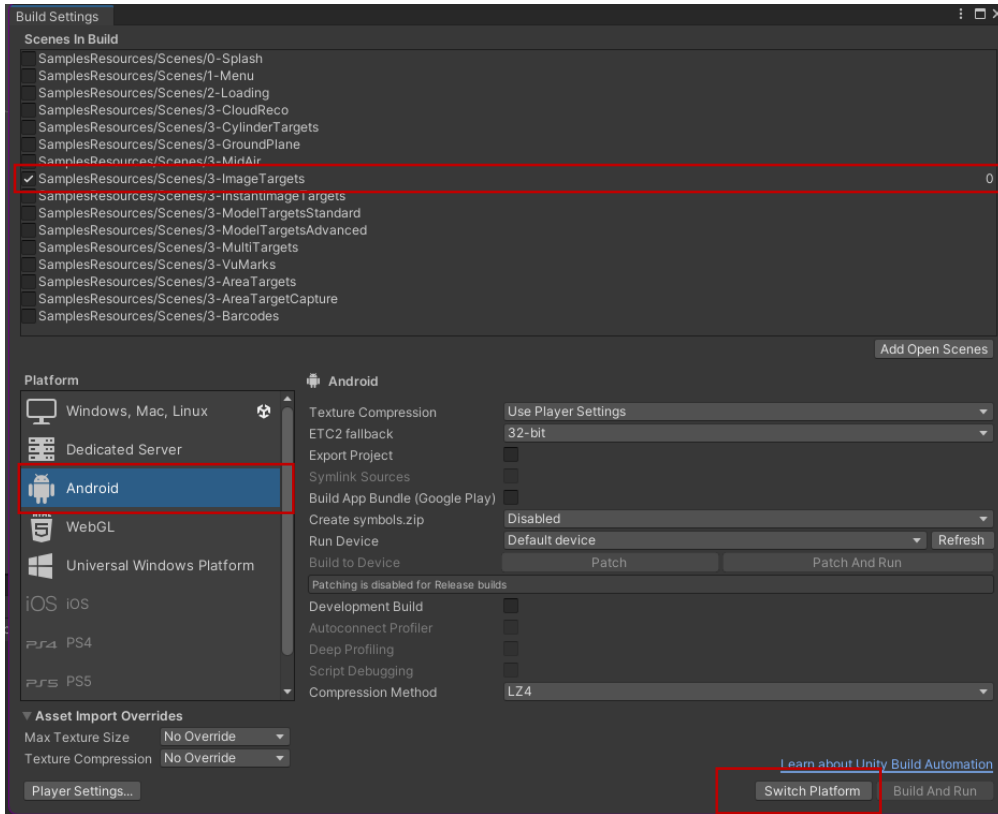 Build Settings
Scenes In Build
SamplesResources/Scenes/0-Splash
SamplesResources/Scenes/1-Menu
SamplesResources/Scenes/2-Loading
SamplesResources/Scenes/3-CloudReco
SamplesResources/Scenes/3-CylinderTargets
SamplesResources/Scenes/3-GroundPlane
SamplesResources/Scenes/3-MidAir
SamplesResources/Scenes/3-ImageTargets 0
SamplesResources/Scenes/3-InstantImageTargets
SamplesResources/Scenes/3-ModelTargetsStandard
SamplesResources/Scenes/3-ModelTargetsAdvanced
SamplesResources/Scenes/3-MultiTargets
SamplesResources/Scenes/3-VuMarks
SamplesResources/Scenes/3-AreaTargets
SamplesResources/Scenes/3-AreaTargetCapture
SamplesResources/Scenes/3-Barcodes
Add Open Scenes
Platform
Windows, Mac, Linux
Dedicated Server
Android
HTML 5 WebGL
Universal Windows Platform
iOS iOS
PS4 PS4
PS5 PS5
Android
Texture Compression Use Player Settings
ETC2 fallback 32-bit
Export Project
Symlink Sources
Build App Bundle (Google Play)
Create symbols.zip Disabled
Run Device Default device Refresh
Build to Device Patch Patch And Run
Patching is disabled for Release builds
Development Build
Autoconnect Profiler
Deep Profiling
Script Debugging
Compression Method LZ4
Asset Import Overrides
Max Texture Size No Override
Texture Compression No Override
Learn about Unity Build Automation
Player Settings... Switch Platform Build And Run